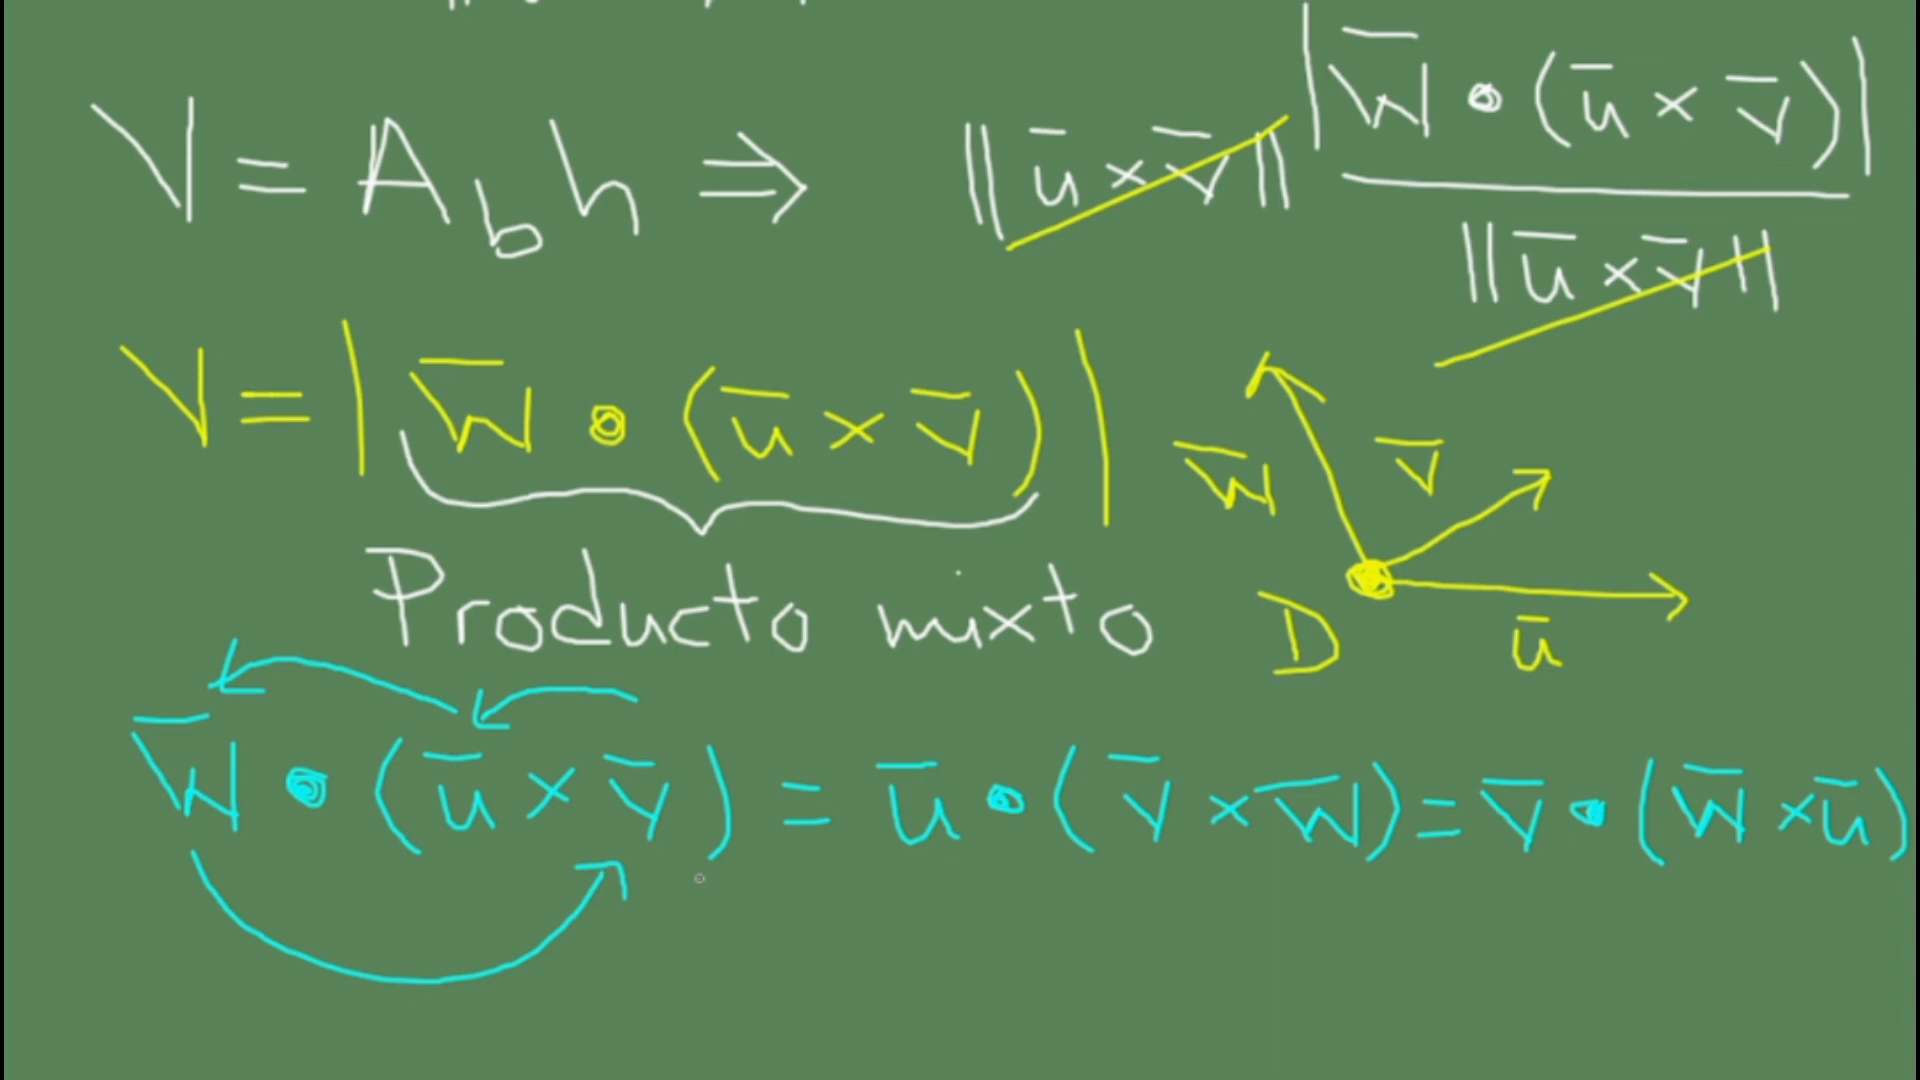 V = A_b h ⇒ ‖ū × v̄‖ |w̄ • (ū × v̄)| / ‖ū × v̄‖
V = |w̄ • (ū × v̄)|
w̄ v̄
D ū
Producto mixto
w̄ • (ū × v̄) = ū • (v̄ × w̄) = v̄ • (w̄ × ū)